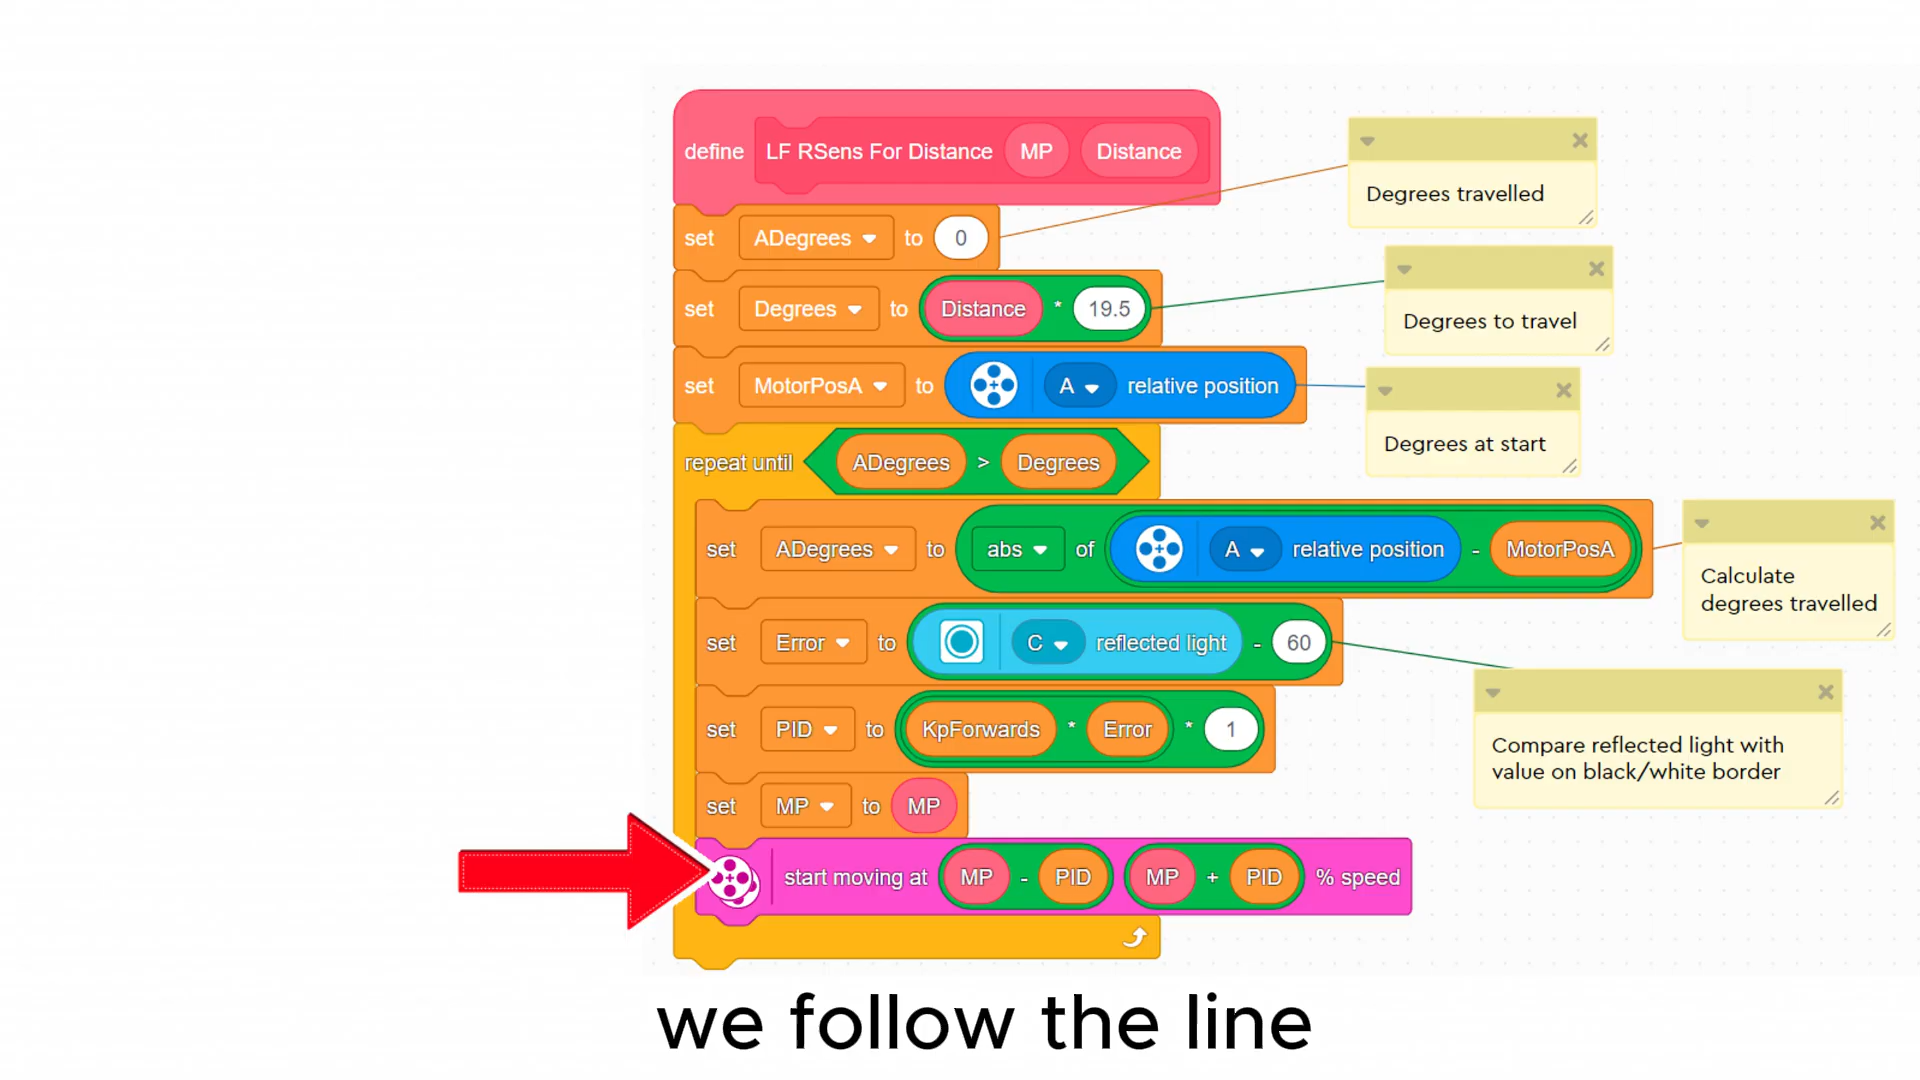 define LF RSens For Distance MP Distance
set ADegrees to 0
Degrees travelled
set Degrees to Distance * 19.5
Degrees to travel
set MotorPosA to A relative position
Degrees at start
repeat until ADegrees > Degrees
set ADegrees to abs of A relative position - MotorPosA
Calculate
degrees travelled
set Error to C reflected light - 60
set PID to KpForwards * Error * 1
Compare reflected light with
value on black/white border
set MP to MP
start moving at MP - PID MP + PID % speed
we follow the line